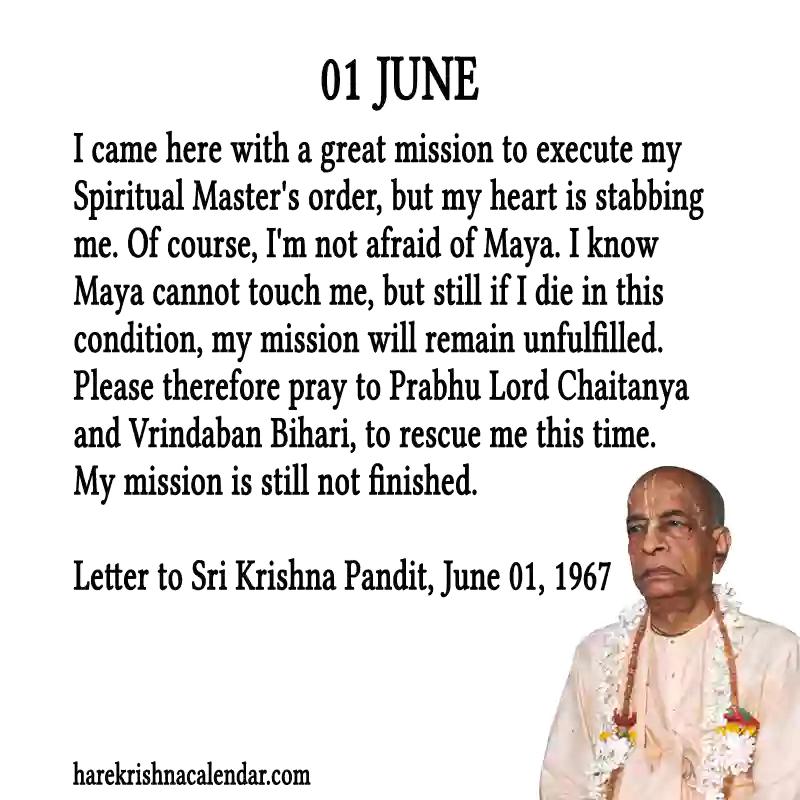 01 JUNE
I came here with a great mission to execute my
Spiritual Master's order, but my heart is stabbing
me. Of course, I'm not afraid of Maya. I know
Maya cannot touch me, but still if I die in this
condition, my mission will remain unfulfilled.
Please therefore pray to Prabhu Lord Chaitanya
and Vrindaban Bihari, to rescue me this time.
My mission is still not finished.
Letter to Sri Krishna Pandit, June 01, 1967
harekrishnacalendar.com